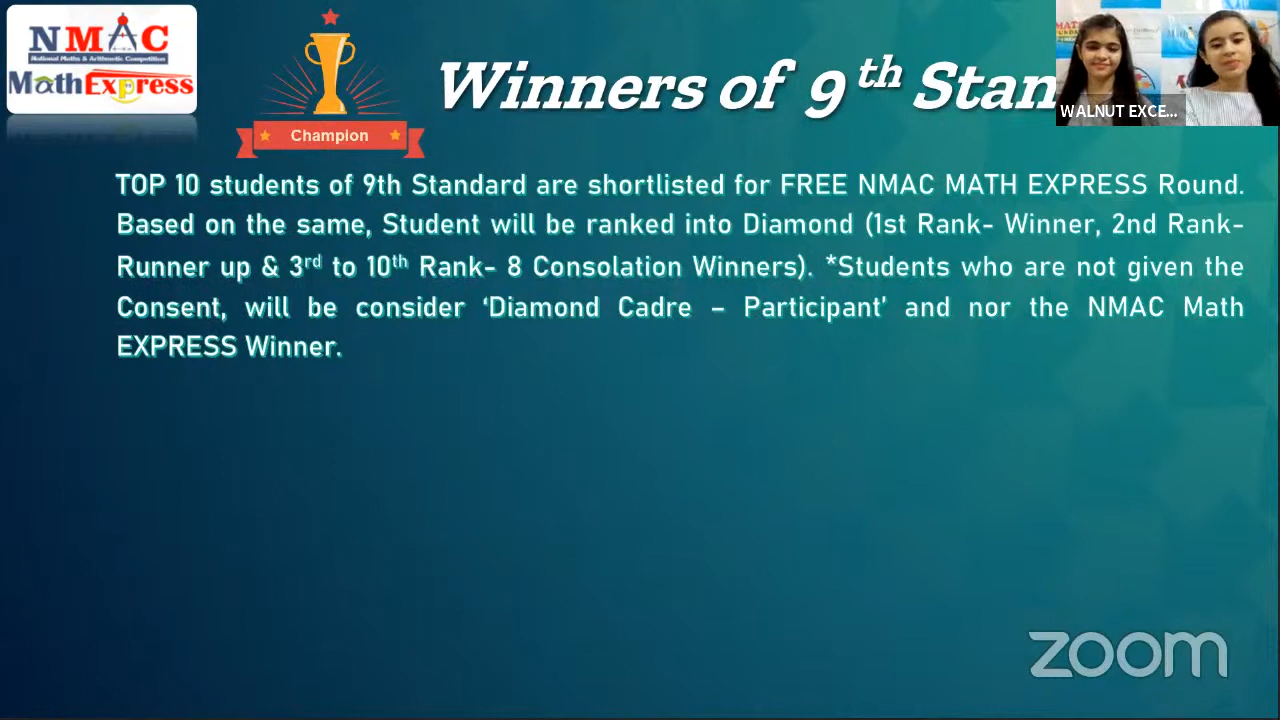 NMAC
National Maths & Arithmetic Competition
MathExpress
Champion
Winners of 9th Stan
WALNUT EXCE...
TOP 10 students of 9th Standard are shortlisted for FREE NMAC MATH EXPRESS Round.
Based on the same, Student will be ranked into Diamond (1st Rank- Winner, 2nd Rank-
Runner up & 3rd to 10th Rank- 8 Consolation Winners). *Students who are not given the
Consent, will be consider ‘Diamond Cadre – Participant’ and nor the NMAC Math
EXPRESS Winner.
zoom